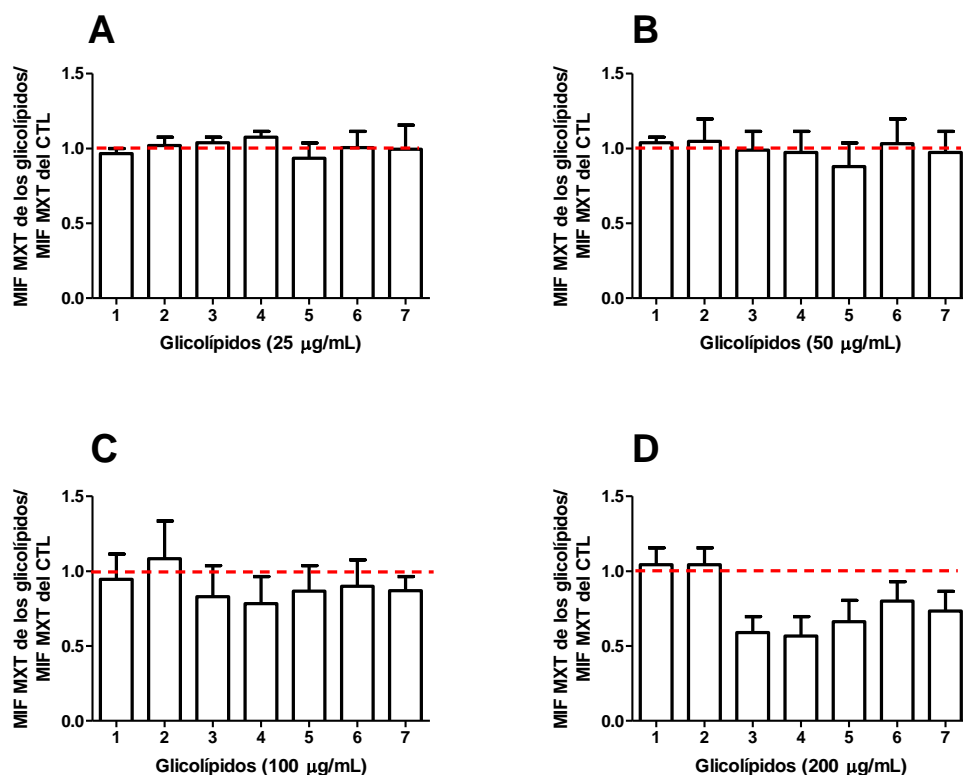 A
MIF MXT de los glicolípidos/
MIF MXT del CTL
1.5
1.0
0.5
0.0
1 2 3 4 5 6 7
Glicolípidos (25 μg/mL)
B
MIF MXT de los glicolípidos/
MIF MXT del CTL
1.5
1.0
0.5
0.0
1 2 3 4 5 6 7
Glicolípidos (50 μg/mL)
C
MIF MXT de los glicolípidos/
MIF MXT del CTL
1.5
1.0
0.5
0.0
1 2 3 4 5 6 7
Glicolípidos (100 μg/mL)
D
MIF MXT de los glicolípidos/
MIF MXT del CTL
1.5
1.0
0.5
0.0
1 2 3 4 5 6 7
Glicolípidos (200 μg/mL)